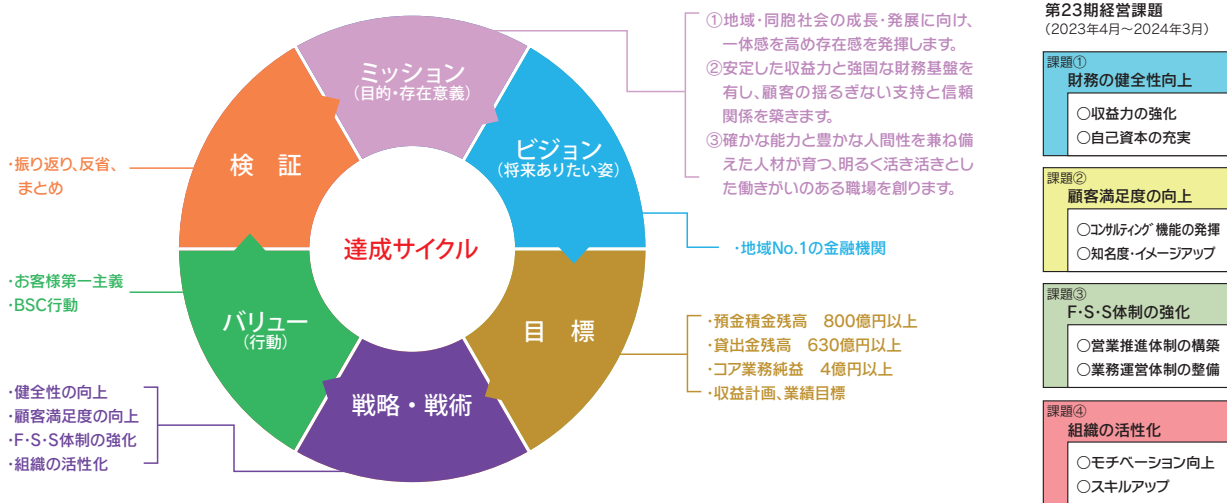 ミッション
(目的・存在意義)
ビジョン
(将来ありたい姿)
目 標
戦略・戦術
バリュー
(行動)
検 証
達成サイクル
①地域・同胞社会の成長・発展に向け、
一体感を高め存在感を発揮します。
②安定した収益力と強固な財務基盤を
有し、顧客の揺るぎない支持と信頼
関係を築きます。
③確かな能力と豊かな人間性を兼ね備
えた人材が育つ、明るく活き活きとし
た働きがいのある職場を創ります。
・地域No.1の金融機関
・預金積金残高 800億円以上
・貸出金残高 630億円以上
・コア業務純益 4億円以上
・収益計画、業績目標
・健全性の向上
・顧客満足度の向上
・F・S・S体制の強化
・組織の活性化
・お客様第一主義
・BSC行動
・振り返り、反省、
まとめ
第23期経営課題
(2023年4月～2024年3月)
課題①
財務の健全性向上
○収益力の強化
○自己資本の充実
課題②
顧客満足度の向上
○コンサルティング機能の発揮
○知名度・イメージアップ
課題③
F・S・S体制の強化
○営業推進体制の構築
○業務運営体制の整備
課題④
組織の活性化
○モチベーション向上
○スキルアップ